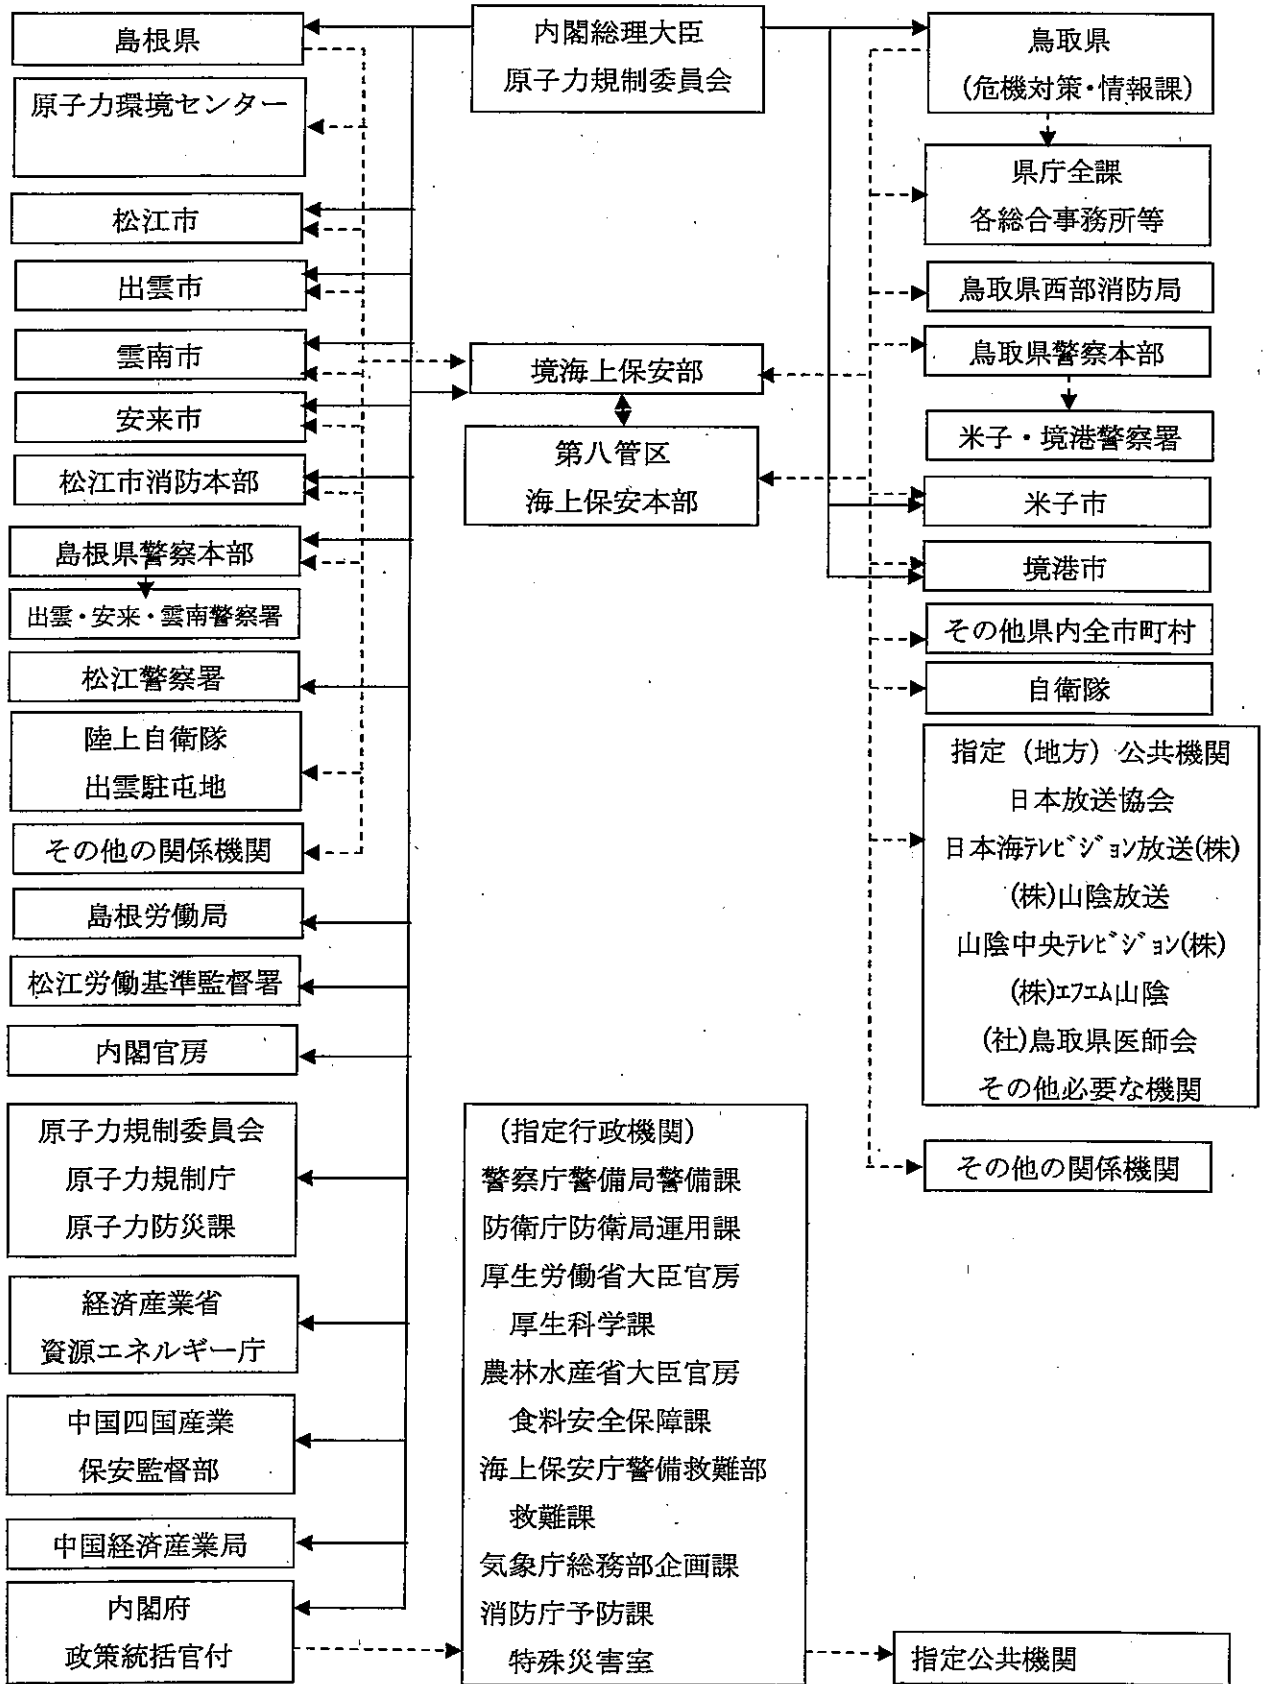 島根県
原子力環境センター
松江市
出雲市
雲南市
安来市
松江市消防本部
島根県警察本部
出雲・安来・雲南警察署
松江警察署
陸上自衛隊
出雲駐屯地
その他の関係機関
島根労働局
松江労働基準監督署
内閣官房
原子力規制委員会
原子力規制庁
原子力防災課
経済産業省
資源エネルギー庁
中国四国産業
保安監督部
中国経済産業局
内閣府
政策統括官付
内閣総理大臣
原子力規制委員会
境海上保安部
第八管区
海上保安本部
(指定行政機関)
警察庁警備局警備課
防衛庁防衛局運用課
厚生労働省大臣官房
厚生科学課
農林水産省大臣官房
食料安全保障課
海上保安庁警備救難部
救難課
気象庁総務部企画課
消防庁予防課
特殊災害室
鳥取県
(危機対策・情報課)
県庁全課
各総合事務所等
鳥取県西部消防局
鳥取県警察本部
米子・境港警察署
米子市
境港市
その他県内全市町村
自衛隊
指定（地方）公共機関
日本放送協会
日本海ﾃﾚﾋﾞｼﾞｮﾝ放送(株)
(株)山陰放送
山陰中央ﾃﾚﾋﾞｼﾞｮﾝ(株)
(株)ｴﾌｴﾑ山陰
(社)鳥取県医師会
その他必要な機関
その他の関係機関
指定公共機関